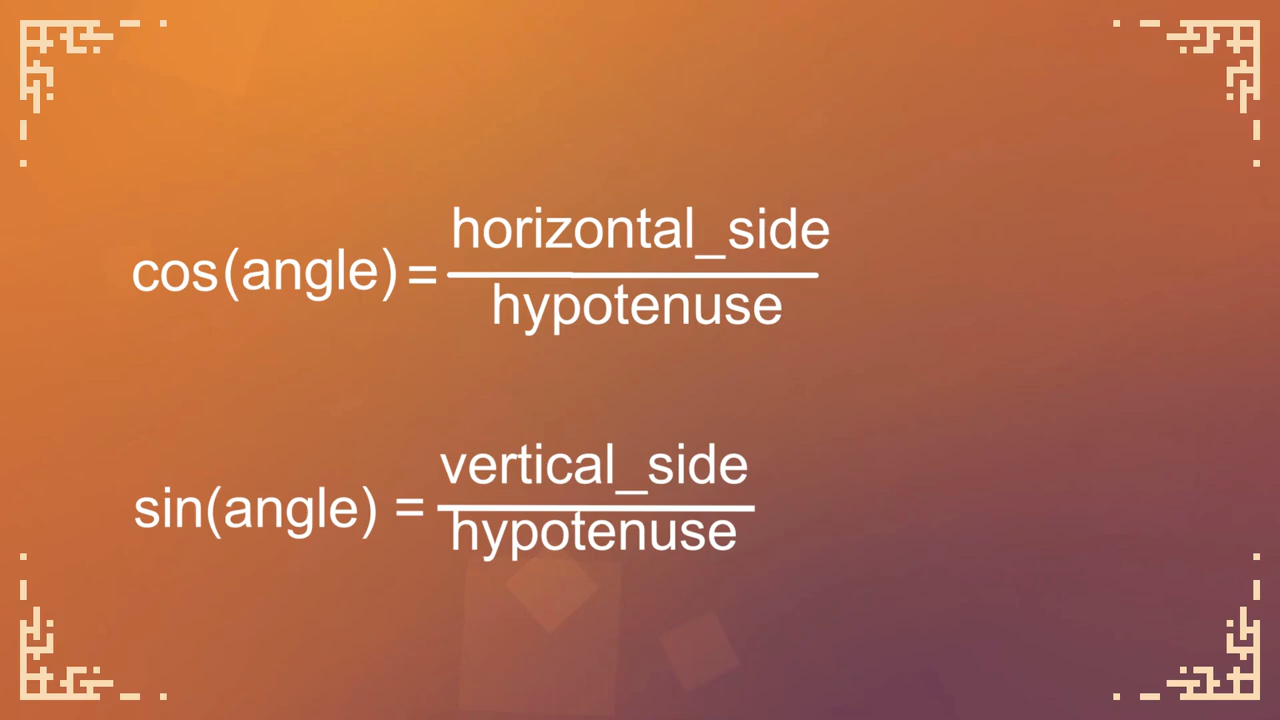 cos(angle) = horizontal_side
hypotenuse
sin(angle) = vertical_side
hypotenuse